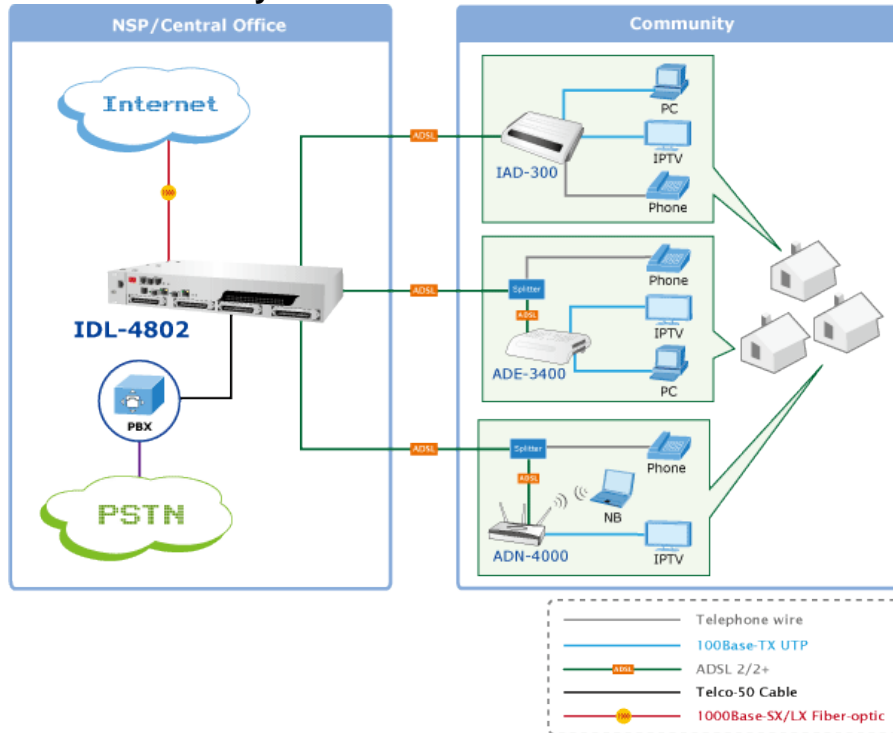 NSP/Central Office
Internet
1000
IDL-4802
PBX
PSTN
Community
ADSL
IAD-300
PC
IPTV
Phone
ADSL
Splitter
ADSL
ADE-3400
Phone
IPTV
PC
ADSL
Splitter
ADSL
ADN-4000
Phone
NB
IPTV
Telephone wire
100Base-TX UTP
ADSL
ADSL 2/2+
Telco-50 Cable
1000
1000Base-SX/LX Fiber-optic